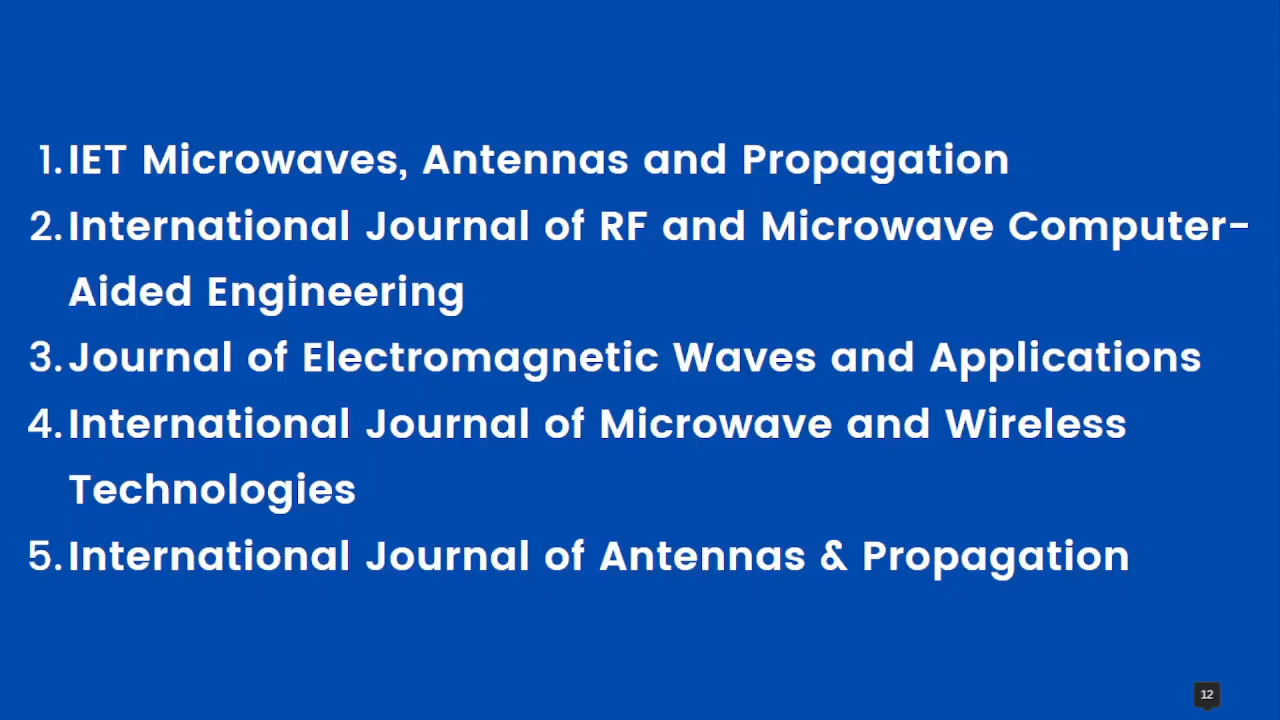 1. IET Microwaves, Antennas and Propagation
2. International Journal of RF and Microwave Computer-
Aided Engineering
3. Journal of Electromagnetic Waves and Applications
4. International Journal of Microwave and Wireless
Technologies
5. International Journal of Antennas & Propagation
12